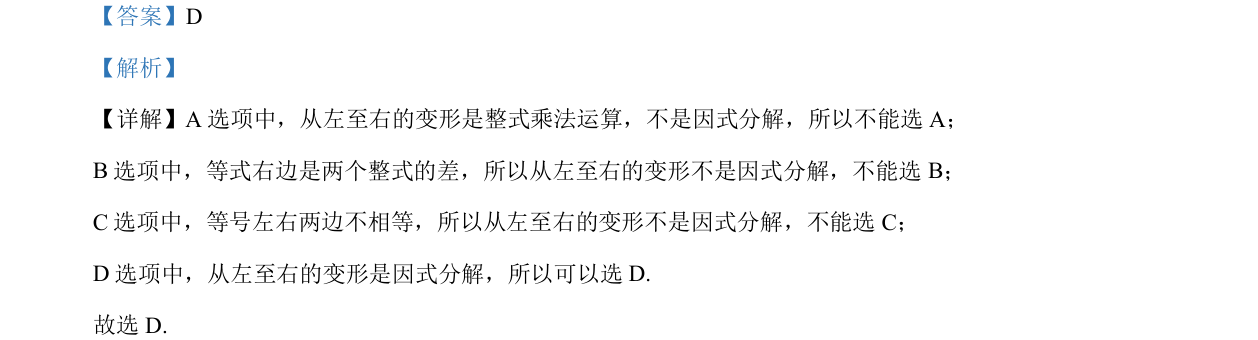 【答案】D
【解析】
【详解】A 选项中，从左至右的变形是整式乘法运算，不是因式分解，所以不能选 A；
B 选项中，等式右边是两个整式的差，所以从左至右的变形不是因式分解，不能选 B；
C 选项中，等号左右两边不相等，所以从左至右的变形不是因式分解，不能选 C；
D 选项中，从左至右的变形是因式分解，所以可以选 D.
故选 D.